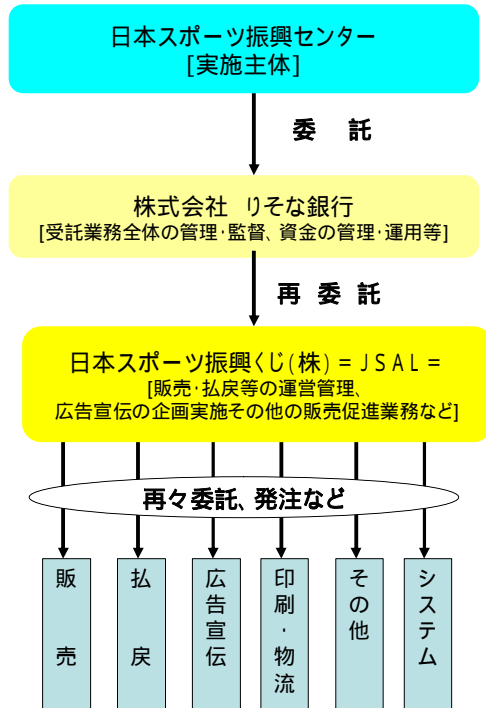 日本スポーツ振興センター
[実施主体]
委 託
株式会社 りそな銀行
[受託業務全体の管理・監督、資金の管理・運用等]
再 委 託
日本スポーツ振興くじ(株)=JSAL=
[販売・払戻等の運営管理、
広告宣伝の企画実施その他の販売促進業務など]
再々委託、発注など
販売
払戻
広告宣伝
印刷・物流
その他
システム